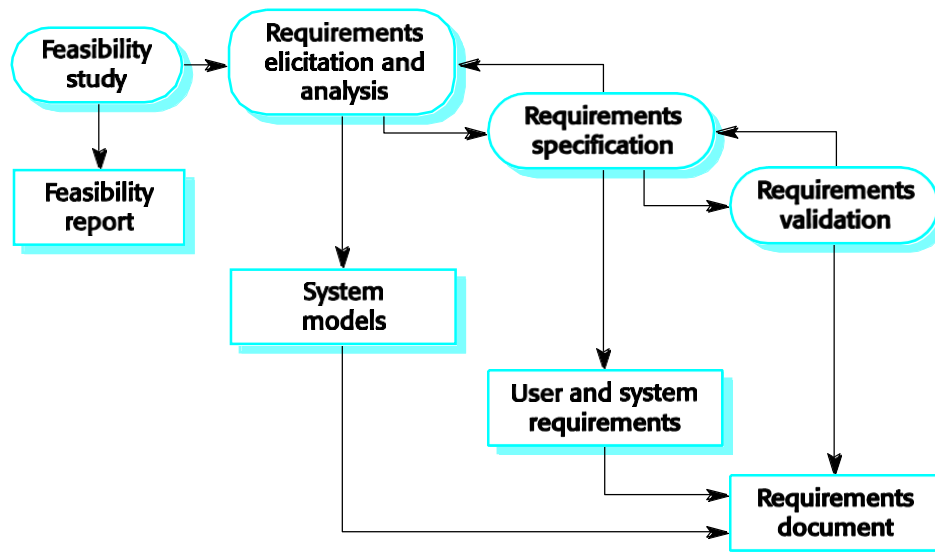 Feasibility
study
Requirements
elicitation and
analysis
Requirements
specification
Requirements
validation
Feasibility
report
System
models
User and system
requirements
Requirements
document